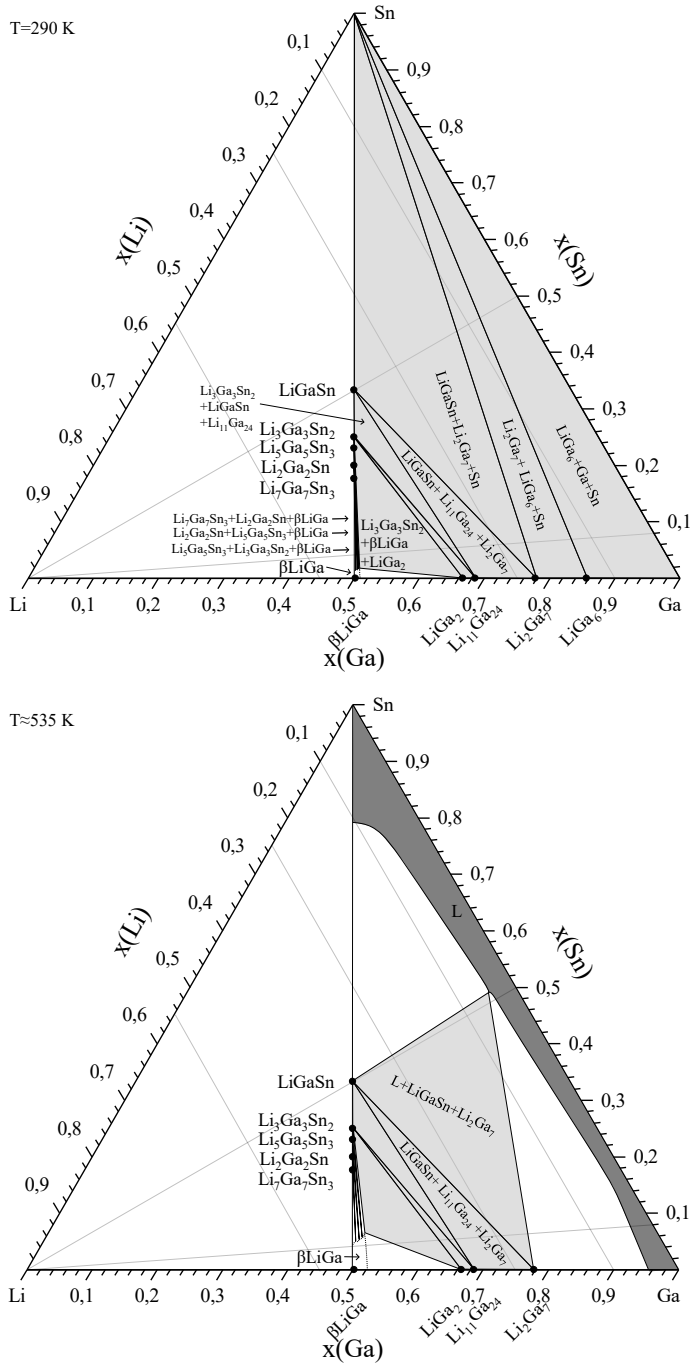 T=290 K
Sn
0,1
0,2
0,3
0,4
0,5
0,6
0,7
0,8
0,9
x(Li)
0,9
0,8
0,7
0,6
0,5
0,4
0,3
0,2
0,1
x(Sn)
LiGaSn
Li₃Ga₃Sn₂
+LiGaSn
+Li₁₁Ga₂₄
Li₃Ga₃Sn₂
Li₅Ga₅Sn₃
Li₂Ga₂Sn
Li₇Ga₇Sn₃
Li₇Ga₇Sn₃+Li₂Ga₂Sn+βLiGa
Li₂Ga₂Sn+Li₅Ga₅Sn₃+βLiGa
Li₅Ga₅Sn₃+Li₃Ga₃Sn₂+βLiGa
βLiGa
Li₃Ga₃Sn₂
+βLiGa
+LiGa₂
LiGaSn+ Li₁₁Ga₂₄ +Li₂Ga₇
LiGaSn+Li₂Ga₇+Sn
Li₂Ga₇+ LiGa₆+Sn
LiGa₆+Ga+Sn
Li
0,1
0,2
0,3
0,4
0,5
0,6
0,7
0,8
0,9
Ga
βLiGa
LiGa₂
Li₁₁Ga₂₄
Li₂Ga₇
LiGa₆
x(Ga)
T≈535 K
Sn
0,1
0,2
0,3
0,4
0,5
0,6
0,7
0,8
0,9
x(Li)
0,9
0,8
0,7
0,6
0,5
0,4
0,3
0,2
0,1
x(Sn)
L
LiGaSn
Li₃Ga₃Sn₂
Li₅Ga₅Sn₃
Li₂Ga₂Sn
Li₇Ga₇Sn₃
L+LiGaSn+Li₂Ga₇
LiGaSn+ Li₁₁Ga₂₄ +Li₂Ga₇
βLiGa
Li
0,1
0,2
0,3
0,4
0,5
0,6
0,7
0,8
0,9
Ga
βLiGa
LiGa₂
Li₁₁Ga₂₄
Li₂Ga₇
x(Ga)